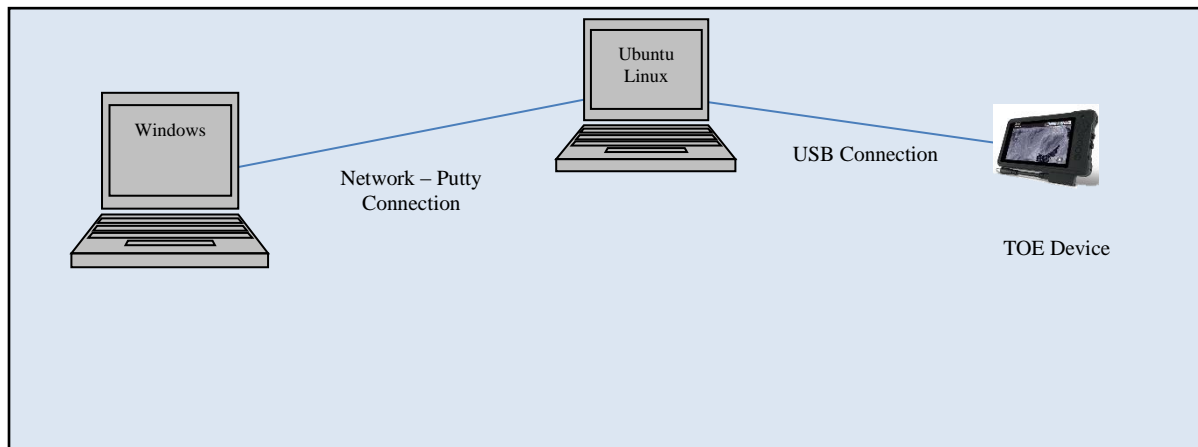 Windows
Network – Putty
Connection
Ubuntu
Linux
USB Connection
TOE Device